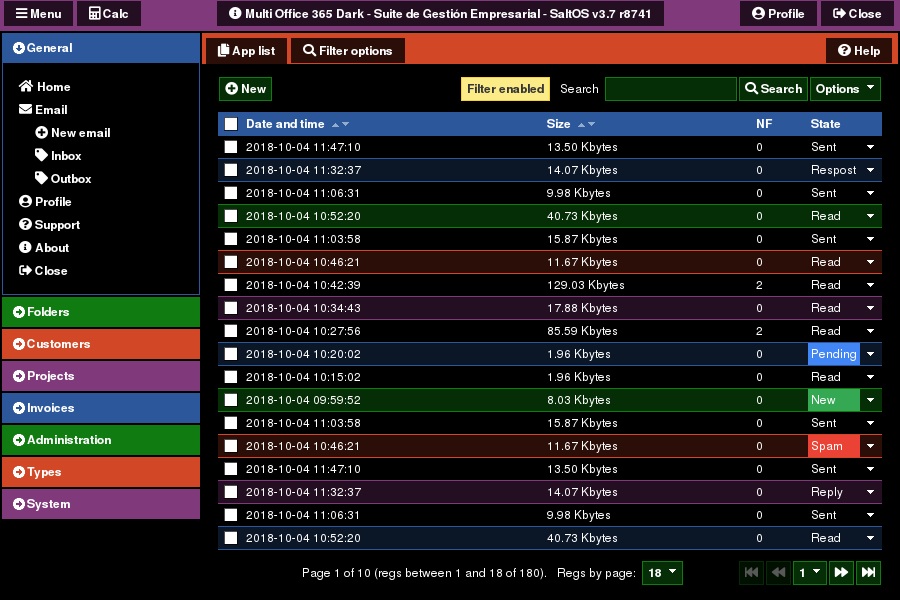 Menu Calc Multi Office 365 Dark - Suite de Gestión Empresarial - SaltOS v3.7 r8741 Profile Close
General
Home
Email
New email
Inbox
Outbox
Profile
Support
About
Close
Folders
Customers
Projects
Invoices
Administration
Types
System
App list Filter options Help
New Filter enabled Search Search Options
Date and time Size NF State
2018-10-04 11:47:10 13.50 Kbytes 0 Sent
2018-10-04 11:32:37 14.07 Kbytes 0 Respost
2018-10-04 11:06:31 9.98 Kbytes 0 Sent
2018-10-04 10:52:20 40.73 Kbytes 0 Read
2018-10-04 11:03:58 15.87 Kbytes 0 Sent
2018-10-04 10:46:21 11.67 Kbytes 0 Read
2018-10-04 10:42:39 129.03 Kbytes 2 Read
2018-10-04 10:34:43 17.88 Kbytes 0 Read
2018-10-04 10:27:56 85.59 Kbytes 2 Read
2018-10-04 10:20:02 1.96 Kbytes 0 Pending
2018-10-04 10:15:02 1.96 Kbytes 0 Read
2018-10-04 09:59:52 8.03 Kbytes 0 New
2018-10-04 11:03:58 15.87 Kbytes 0 Sent
2018-10-04 10:46:21 11.67 Kbytes 0 Spam
2018-10-04 11:47:10 13.50 Kbytes 0 Sent
2018-10-04 11:32:37 14.07 Kbytes 0 Reply
2018-10-04 11:06:31 9.98 Kbytes 0 Sent
2018-10-04 10:52:20 40.73 Kbytes 0 Read
Page 1 of 10 (regs between 1 and 18 of 180). Regs by page: 18 1